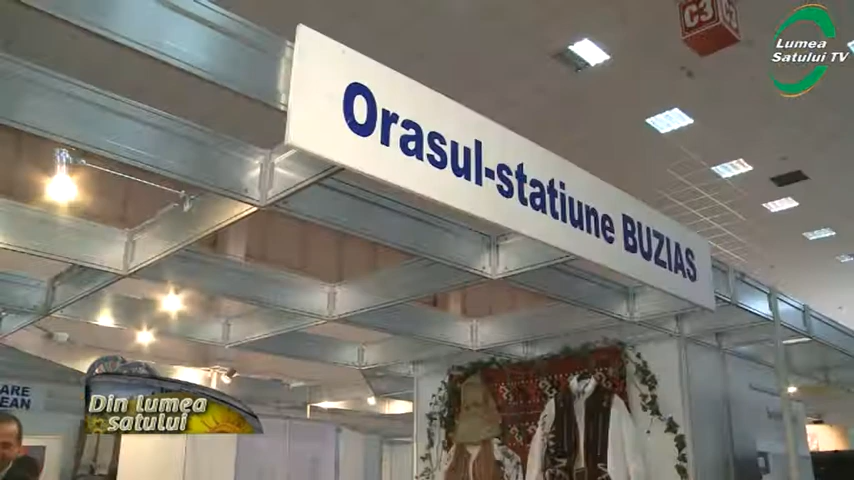 C3
Lumea
Satului TV
Orasul-statiune BUZIAS
ARE
EAN
Din Lumea
satului